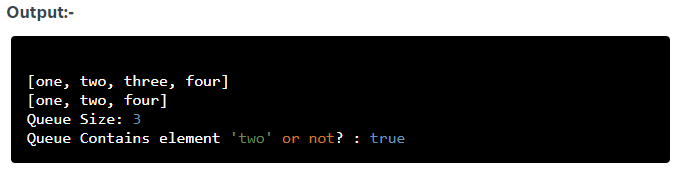 Output:-
[one, two, three, four]
[one, two, four]
Queue Size: 3
Queue Contains element 'two' or not? : true